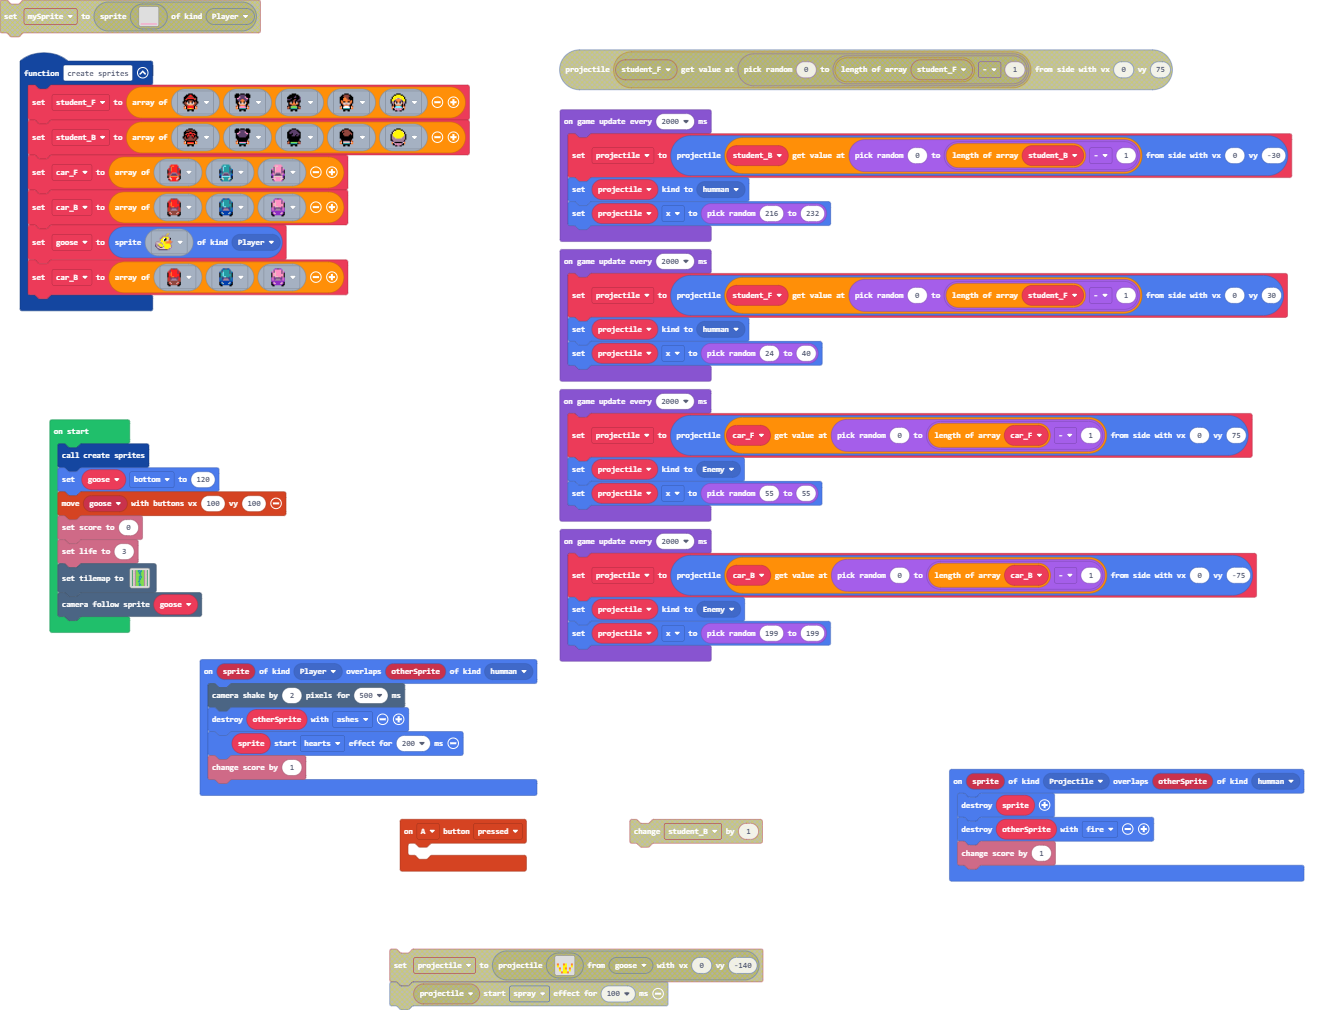 set mySprite to sprite of kind Player
function create sprites
set student_F to array of
set student_B to array of
set car_F to array of
set car_B to array of
set goose to sprite of kind Player
set car_B to array of
on start
call create sprites
set goose bottom to 120
move goose with buttons vx 100 vy 100
set score to 0
set life to 3
set tilemap to
camera follow sprite goose
projectile student_F get value at pick random 0 to length of array student_F - 1 from side with vx 0 vy 75
on game update every 2000 ms
set projectile to projectile student_B get value at pick random 0 to length of array student_B - 1 from side with vx 0 vy -30
set projectile kind to humman
set projectile x to pick random 216 to 232
on game update every 2000 ms
set projectile to projectile student_F get value at pick random 0 to length of array student_F - 1 from side with vx 0 vy 30
set projectile kind to humman
set projectile x to pick random 24 to 40
on game update every 2000 ms
set projectile to projectile car_F get value at pick random 0 to length of array car_F - 1 from side with vx 0 vy 75
set projectile kind to Enemy
set projectile x to pick random 55 to 55
on game update every 2000 ms
set projectile to projectile car_B get value at pick random 0 to length of array car_B - 1 from side with vx 0 vy -75
set projectile kind to Enemy
set projectile x to pick random 199 to 199
on sprite of kind Player overlaps otherSprite of kind humman
camera shake by 2 pixels for 500 ms
destroy otherSprite with ashes
sprite start hearts effect for 200 ms
change score by 1
on A button pressed
change student_B by 1
on sprite of kind Projectile overlaps otherSprite of kind humman
destroy sprite
destroy otherSprite with fire
change score by 1
set projectile to projectile from goose with vx 0 vy -140
projectile start spray effect for 100 ms